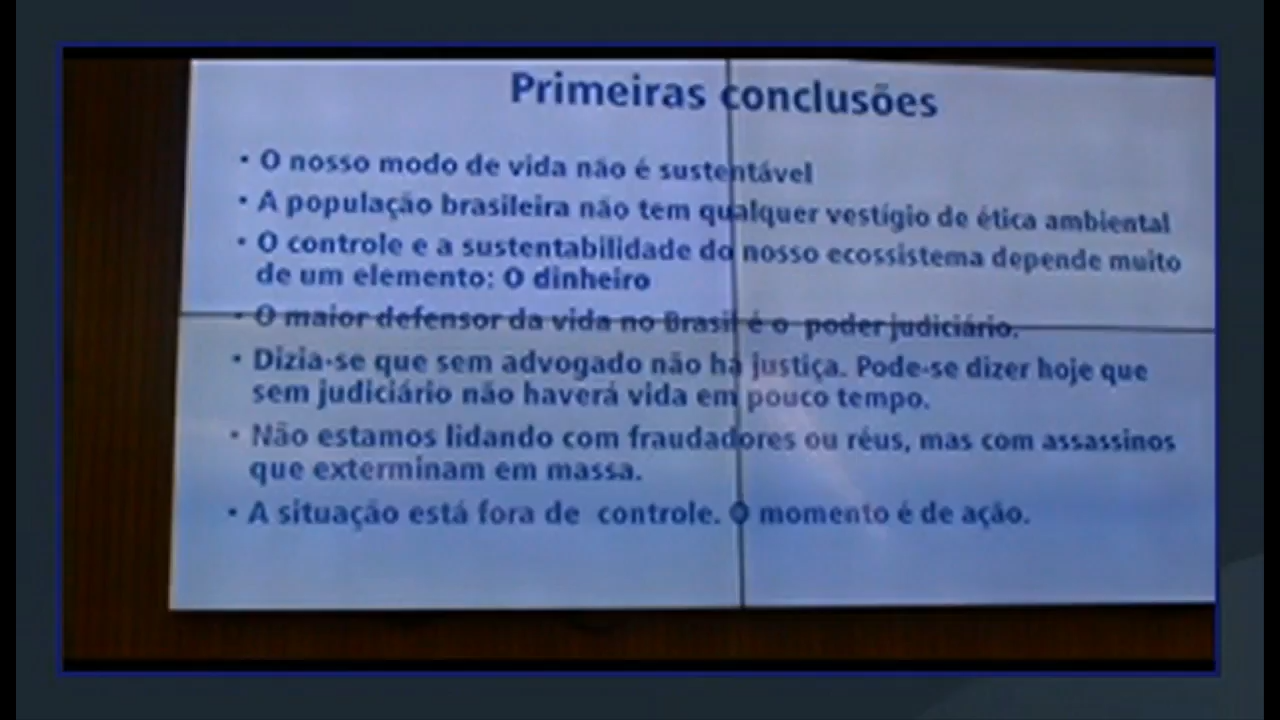 Primeiras conclusões
• O nosso modo de vida não é sustentável
• A população brasileira não tem qualquer vestígio de ética ambiental
• O controle e a sustentabilidade do nosso ecossistema depende muito
de um elemento: O dinheiro
• O maior defensor da vida no Brasil é o poder judiciário.
• Dizia-se que sem advogado não há justiça. Pode-se dizer hoje que
sem judiciário não haverá vida em pouco tempo.
• Não estamos lidando com fraudadores ou réus, mas com assassinos
que exterminam em massa.
• A situação está fora de controle. O momento é de ação.